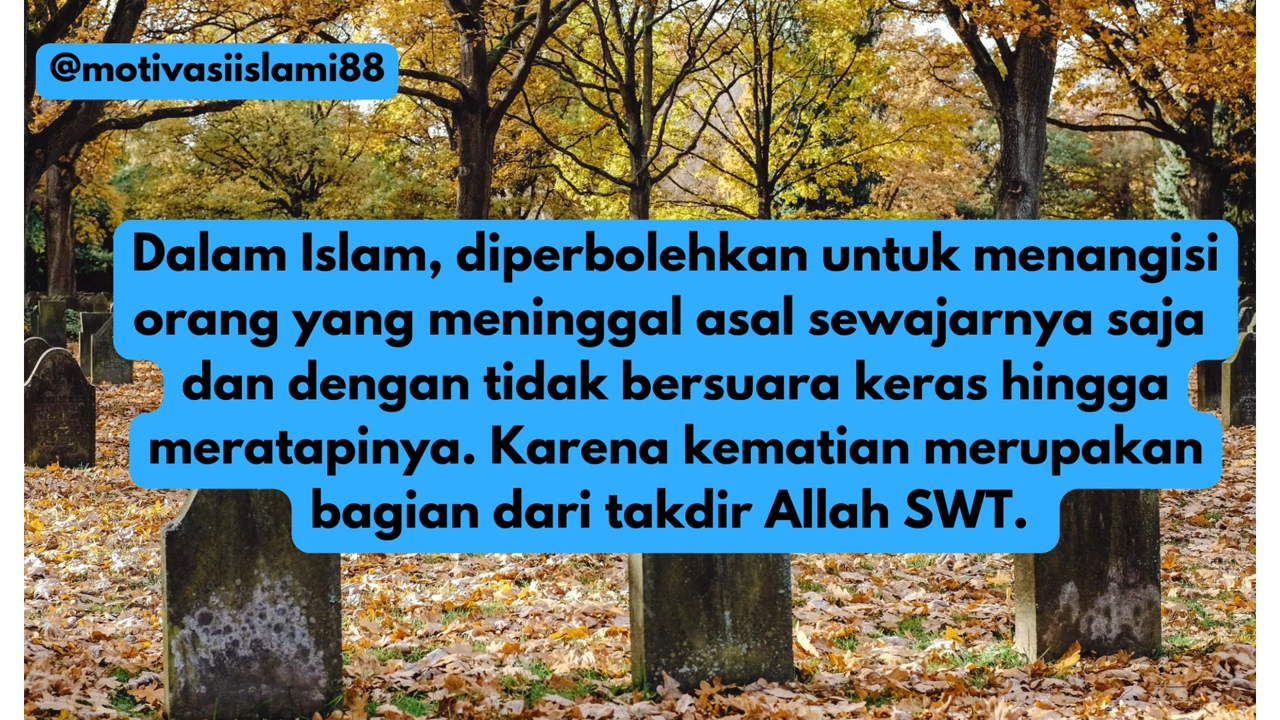 @motivasiislami88
Dalam Islam, diperbolehkan untuk menangisi
orang yang meninggal asal sewajarnya saja
dan dengan tidak bersuara keras hingga
meratapinya. Karena kematian merupakan
bagian dari takdir Allah SWT.